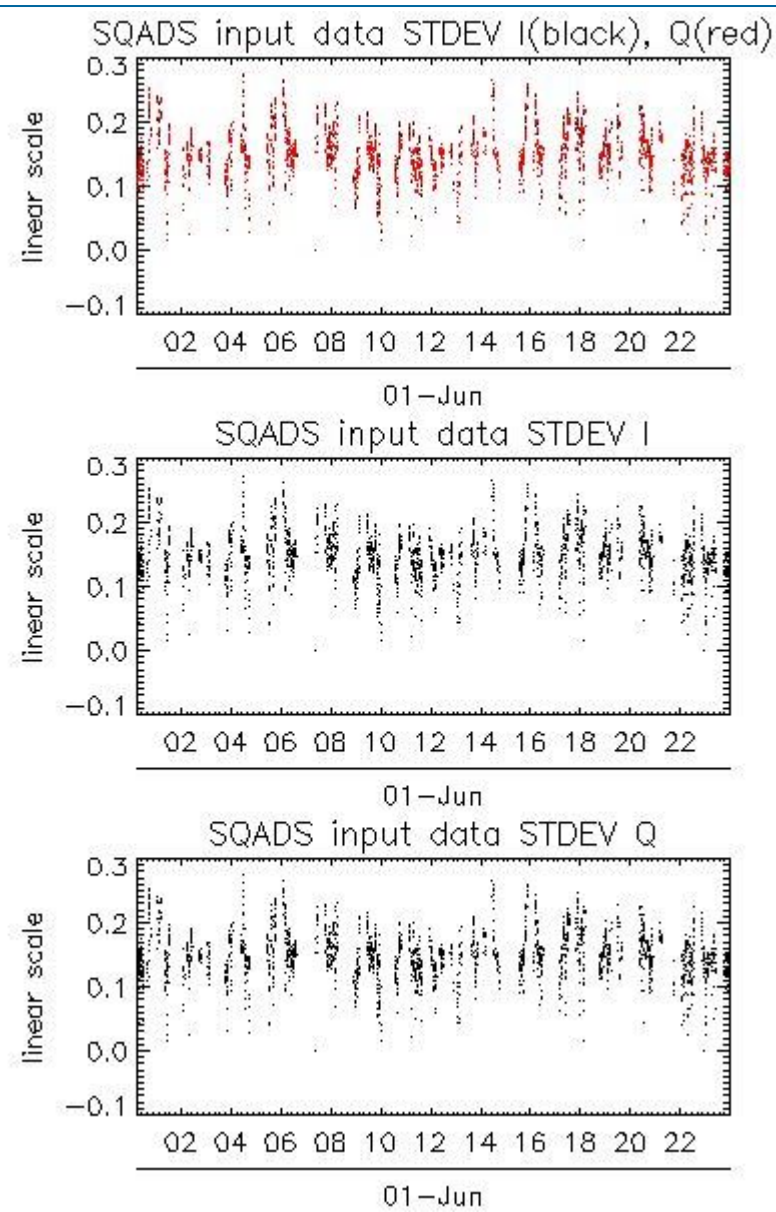 SQADS input data STDEV I(black), Q(red)
0.3
0.2
0.1
0.0
−0.1
linear scale
02 04 06 08 10 12 14 16 18 20 22
01−Jun
SQADS input data STDEV I
0.3
0.2
0.1
0.0
−0.1
linear scale
02 04 06 08 10 12 14 16 18 20 22
01−Jun
SQADS input data STDEV Q
0.3
0.2
0.1
0.0
−0.1
linear scale
02 04 06 08 10 12 14 16 18 20 22
01−Jun